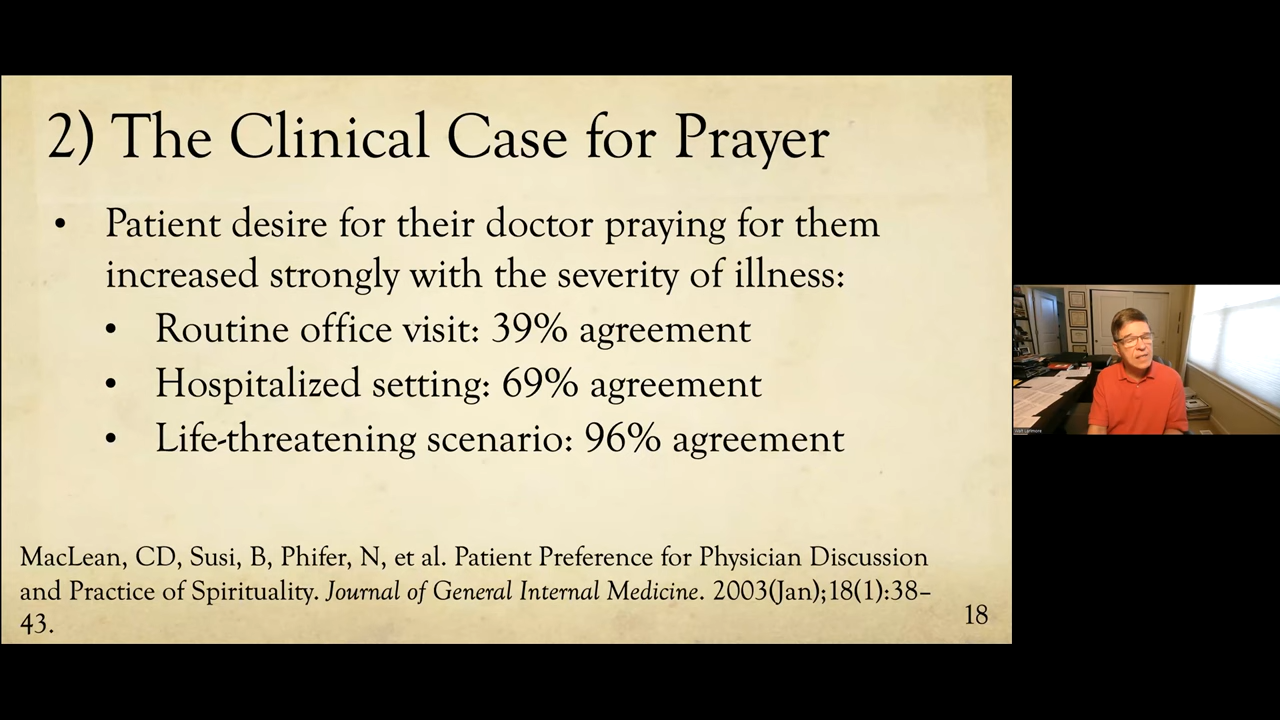 2) The Clinical Case for Prayer
• Patient desire for their doctor praying for them
increased strongly with the severity of illness:
• Routine office visit: 39% agreement
• Hospitalized setting: 69% agreement
• Life-threatening scenario: 96% agreement
MacLean, CD, Susi, B, Phifer, N, et al. Patient Preference for Physician Discussion
and Practice of Spirituality. Journal of General Internal Medicine. 2003(Jan);18(1):38–
43.
18